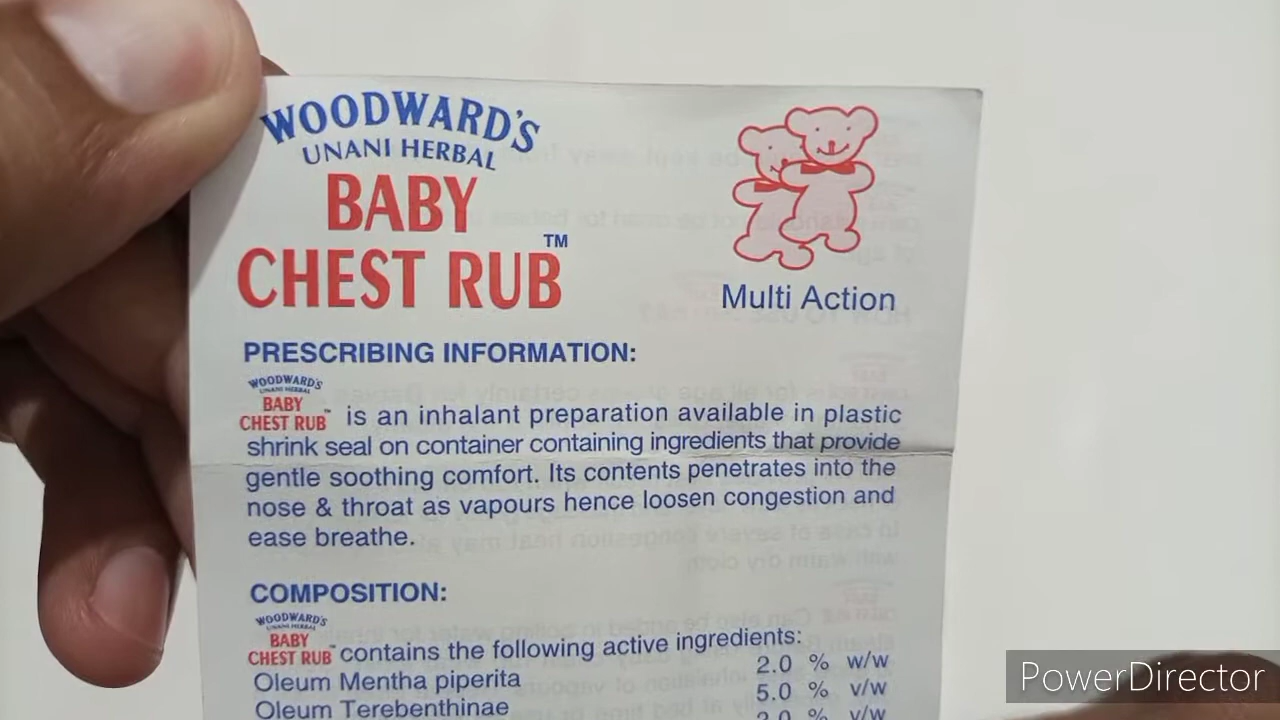 WOODWARD'S
UNANI HERBAL
BABY
CHEST RUB™
Multi Action
PRESCRIBING INFORMATION:
WOODWARD'S
UNANI HERBAL
BABY
CHEST RUB™ is an inhalant preparation available in plastic
shrink seal on container containing ingredients that provide
gentle soothing comfort. Its contents penetrates into the
nose & throat as vapours hence loosen congestion and
ease breathe.
COMPOSITION:
WOODWARD'S
UNANI HERBAL
BABY
CHEST RUB™ contains the following active ingredients:
Oleum Mentha piperita 2.0 % w/w
Oleum Terebenthinae 5.0 % v/w
2.0 % v/w
PowerDirector